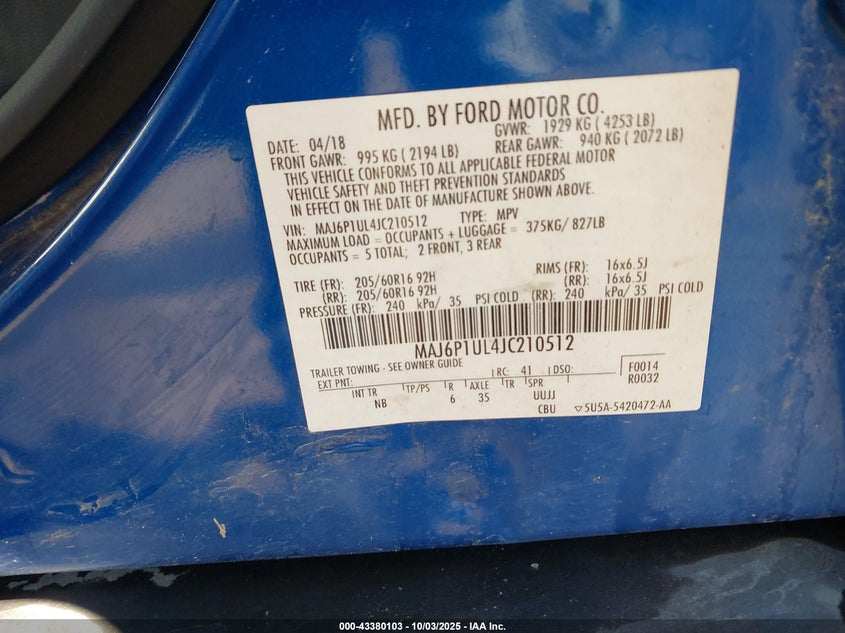 MFD. BY FORD MOTOR CO.
DATE: 04/18 GVWR: 1929 KG ( 4253 LB)
FRONT GAWR: 995 KG ( 2194 LB) REAR GAWR: 940 KG ( 2072 LB)
THIS VEHICLE CONFORMS TO ALL APPLICABLE FEDERAL MOTOR
VEHICLE SAFETY AND THEFT PREVENTION STANDARDS
IN EFFECT ON THE DATE OF MANUFACTURE SHOWN ABOVE.
VIN: MAJ6P1UL4JC210512 TYPE: MPV
MAXIMUM LOAD = OCCUPANTS + LUGGAGE = 375KG/ 827LB
OCCUPANTS = 5 TOTAL; 2 FRONT, 3 REAR
TIRE (FR): 205/60R16 92H RIMS (FR): 16x6.5J
(RR): 205/60R16 92H (RR): 16x6.5J
PRESSURE (FR): 240 kPa/ 35 PSI COLD (RR): 240 kPa/ 35 PSI COLD
MAJ6P1UL4JC210512
TRAILER TOWING - SEE OWNER GUIDE
EXT PNT: RC: 41 DSO: F0014
R0032
INT TR TP/PS R AXLE TR SPR
NB 6 35 UUJJ
CBU ▽5U5A-5420472-AA
000-43380103 - 10/03/2025 - IAA Inc.